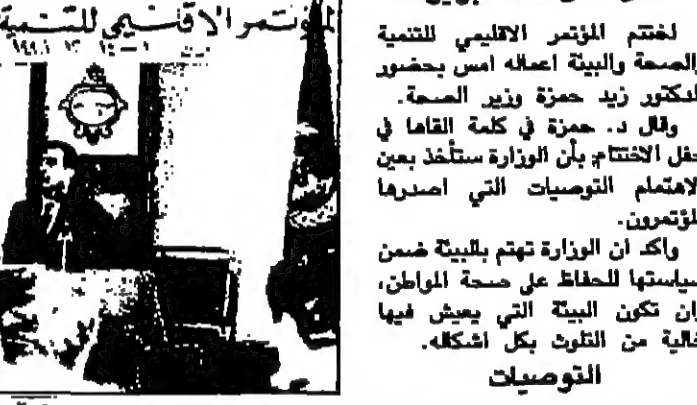 المؤتمر الاقليمي للتنمية
لختتم المؤتمر الاقليمي للتنمية
والصحة والبيئة اعماله امس بحضور
الدكتور زيد حمزة وزير الصحة.
وقال د. حمزة في كلمة القاها في
حفل الاختتام بأن الوزارة ستأخذ بعين
الاهتمام التوصيات التي اصدرها
المؤتمرون.
واكد ان الوزارة تهتم بالبيئة ضمن
سياستها للحفاظ على صحة المواطن،
وان تكون البيئة التي يعيش فيها
خالية من التلوث بكل اشكاله.
التوصيات